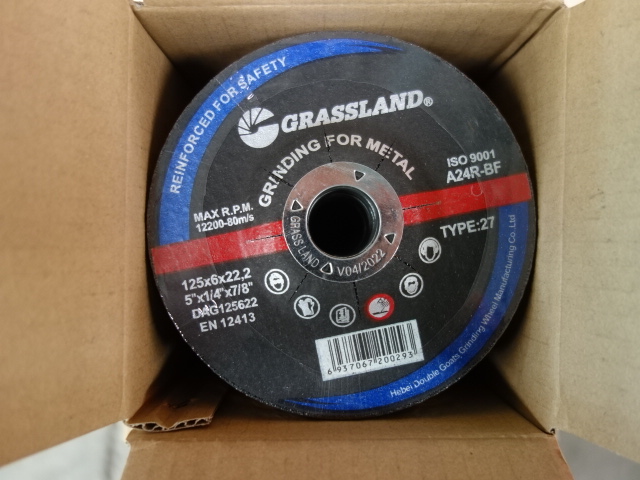 REINFORCED FOR SAFETY
GRASSLAND®
GRINDING FOR METAL
ISO 9001
A24R-BF
MAX R.P.M.
12200-80m/s
TYPE:27
GRASS LAND
V04/2022
125x6x22,2
5"x1/4"x7/8"
EN 12413
6 937067 200293
Hebei Double Goats Grinding Wheel Manufacturing Co.,Ltd